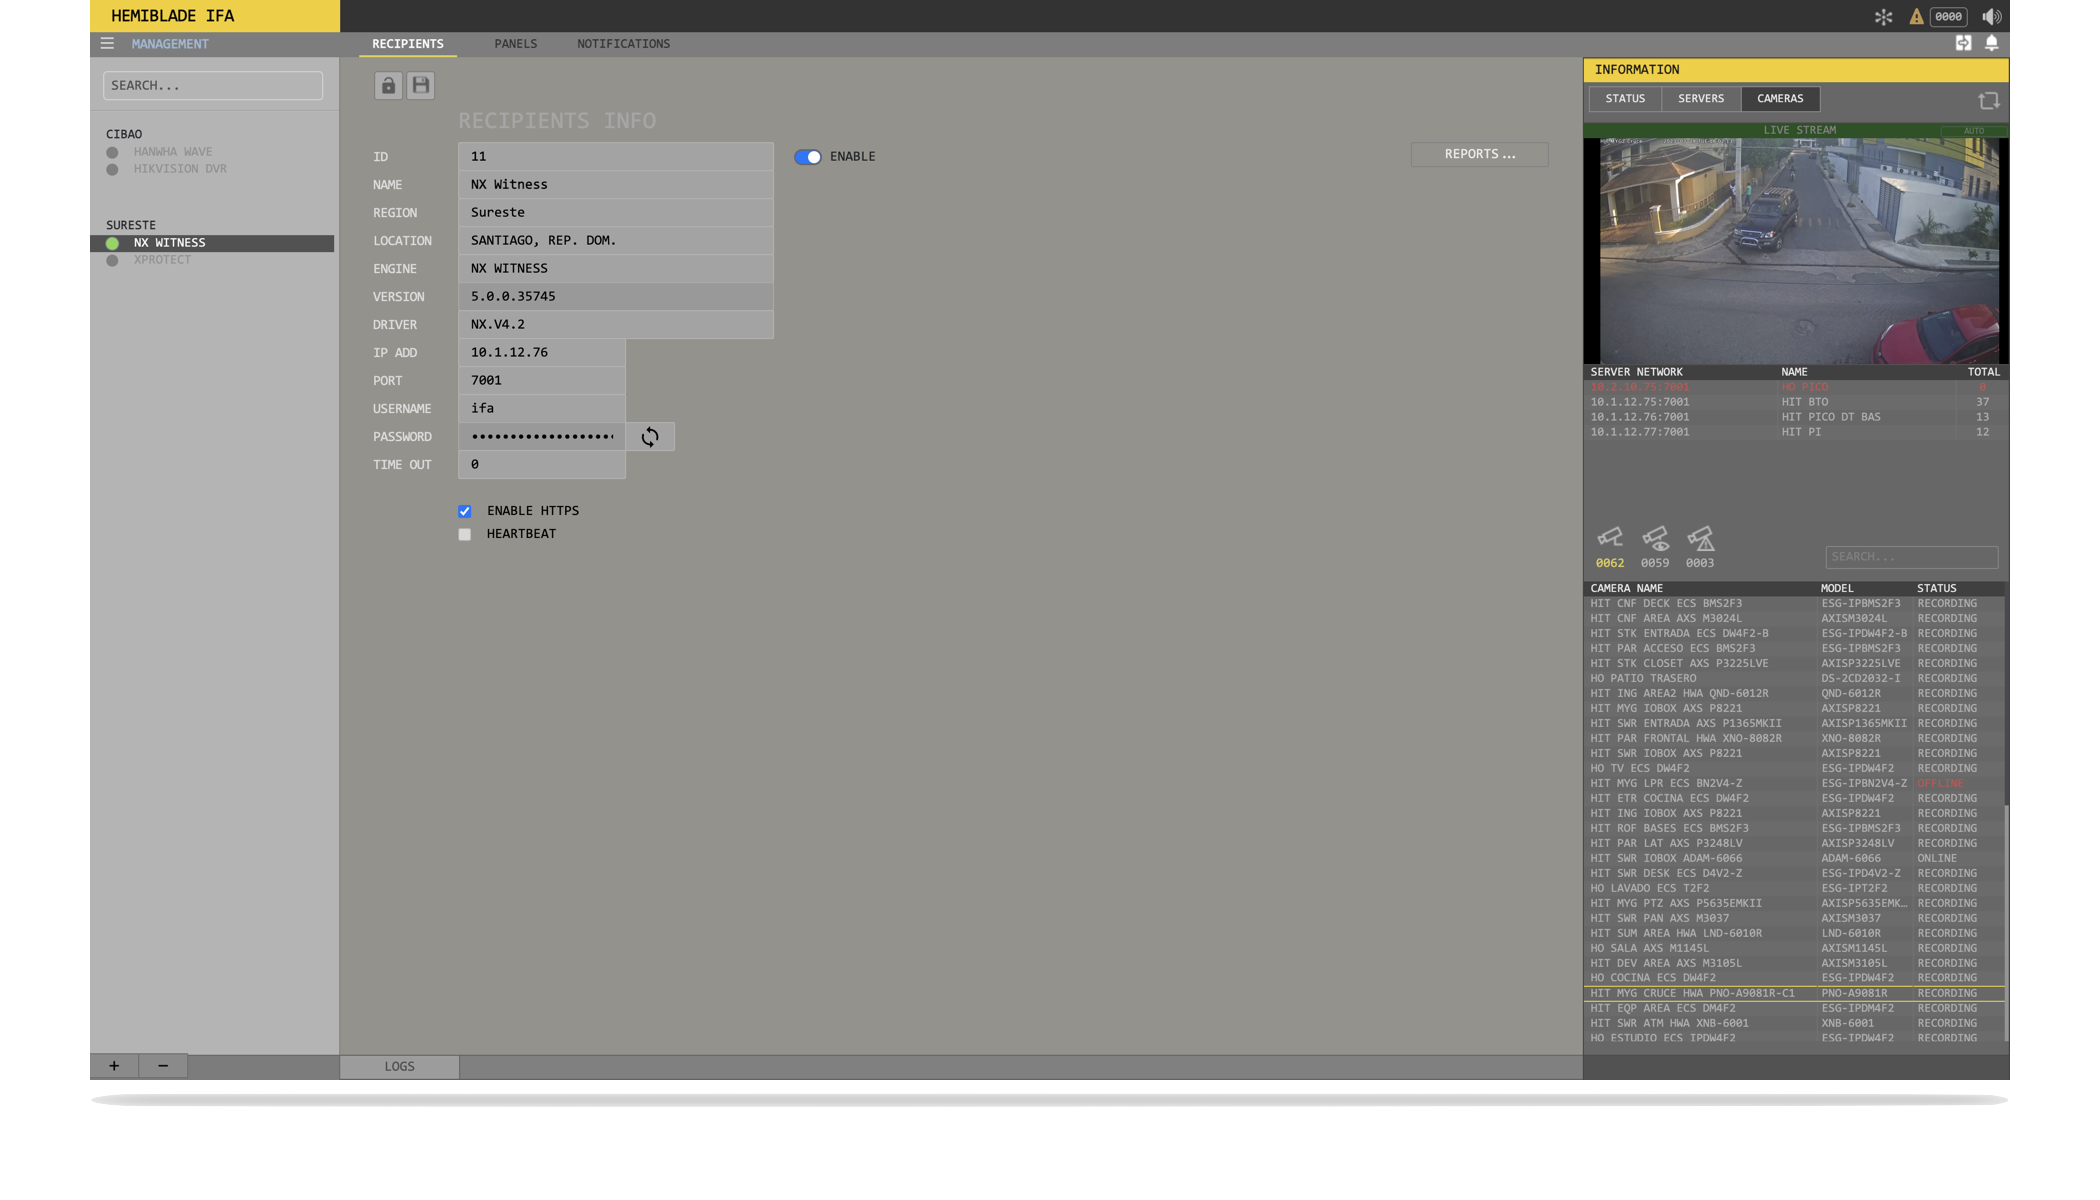 HEMIBLADE IFA
0000
MANAGEMENT
RECIPIENTS PANELS NOTIFICATIONS
SEARCH...
CIBAO
HANWHA WAVE
HIKVISION DVR
SURESTE
NX WITNESS
XPROTECT
RECIPIENTS INFO
ID 11
ENABLE
REPORTS ...
NAME NX Witness
REGION Sureste
LOCATION SANTIAGO, REP. DOM.
ENGINE NX WITNESS
VERSION 5.0.0.35745
DRIVER NX.V4.2
IP ADD 10.1.12.76
PORT 7001
USERNAME ifa
PASSWORD
TIME OUT 0
ENABLE HTTPS
HEARTBEAT
+ −
LOGS
INFORMATION
STATUS SERVERS CAMERAS
LIVE STREAM AUTO
SERVER NETWORK NAME TOTAL
10.2.10.75:7001 HO PICO 0
10.1.12.75:7001 HIT BTO 37
10.1.12.76:7001 HIT PICO DT BAS 13
10.1.12.77:7001 HIT PI 12
0062 0059 0003
SEARCH...
CAMERA NAME MODEL STATUS
HIT CNF DECK ECS BMS2F3 ESG-IPBMS2F3 RECORDING
HIT CNF AREA AXS M3024L AXISM3024L RECORDING
HIT STK ENTRADA ECS DW4F2-B ESG-IPDW4F2-B RECORDING
HIT PAR ACCESO ECS BMS2F3 ESG-IPBMS2F3 RECORDING
HIT STK CLOSET AXS P3225LVE AXISP3225LVE RECORDING
HO PATIO TRASERO DS-2CD2032-I RECORDING
HIT ING AREA2 HWA QND-6012R QND-6012R RECORDING
HIT MYG IOBOX AXS P8221 AXISP8221 RECORDING
HIT SWR ENTRADA AXS P1365MKII AXISP1365MKII RECORDING
HIT PAR FRONTAL HWA XNO-8082R XNO-8082R RECORDING
HIT SWR IOBOX AXS P8221 AXISP8221 RECORDING
HO TV ECS DW4F2 ESG-IPDW4F2 RECORDING
HIT MYG LPR ECS BN2V4-Z ESG-IPBN2V4-Z OFFLINE
HIT ETR COCINA ECS DW4F2 ESG-IPDW4F2 RECORDING
HIT ING IOBOX AXS P8221 AXISP8221 RECORDING
HIT ROF BASES ECS BMS2F3 ESG-IPBMS2F3 RECORDING
HIT PAR LAT AXS P3248LV AXISP3248LV RECORDING
HIT SWR IOBOX ADAM-6066 ADAM-6066 ONLINE
HIT SWR DESK ECS D4V2-Z ESG-IPD4V2-Z RECORDING
HO LAVADO ECS T2F2 ESG-IPT2F2 RECORDING
HIT MYG PTZ AXS P5635EMKII AXISP5635EMK… RECORDING
HIT SWR PAN AXS M3037 AXISM3037 RECORDING
HIT SUM AREA HWA LND-6010R LND-6010R RECORDING
HO SALA AXS M1145L AXISM1145L RECORDING
HIT DEV AREA AXS M3105L AXISM3105L RECORDING
HO COCINA ECS DW4F2 ESG-IPDW4F2 RECORDING
HIT MYG CRUCE HWA PNO-A9081R-C1 PNO-A9081R RECORDING
HIT EQP AREA ECS DM4F2 ESG-IPDM4F2 RECORDING
HIT SWR ATM HWA XNB-6001 XNB-6001 RECORDING
HO ESTUDIO ECS IPDW4F2 ESG-IPDW4F2 RECORDING